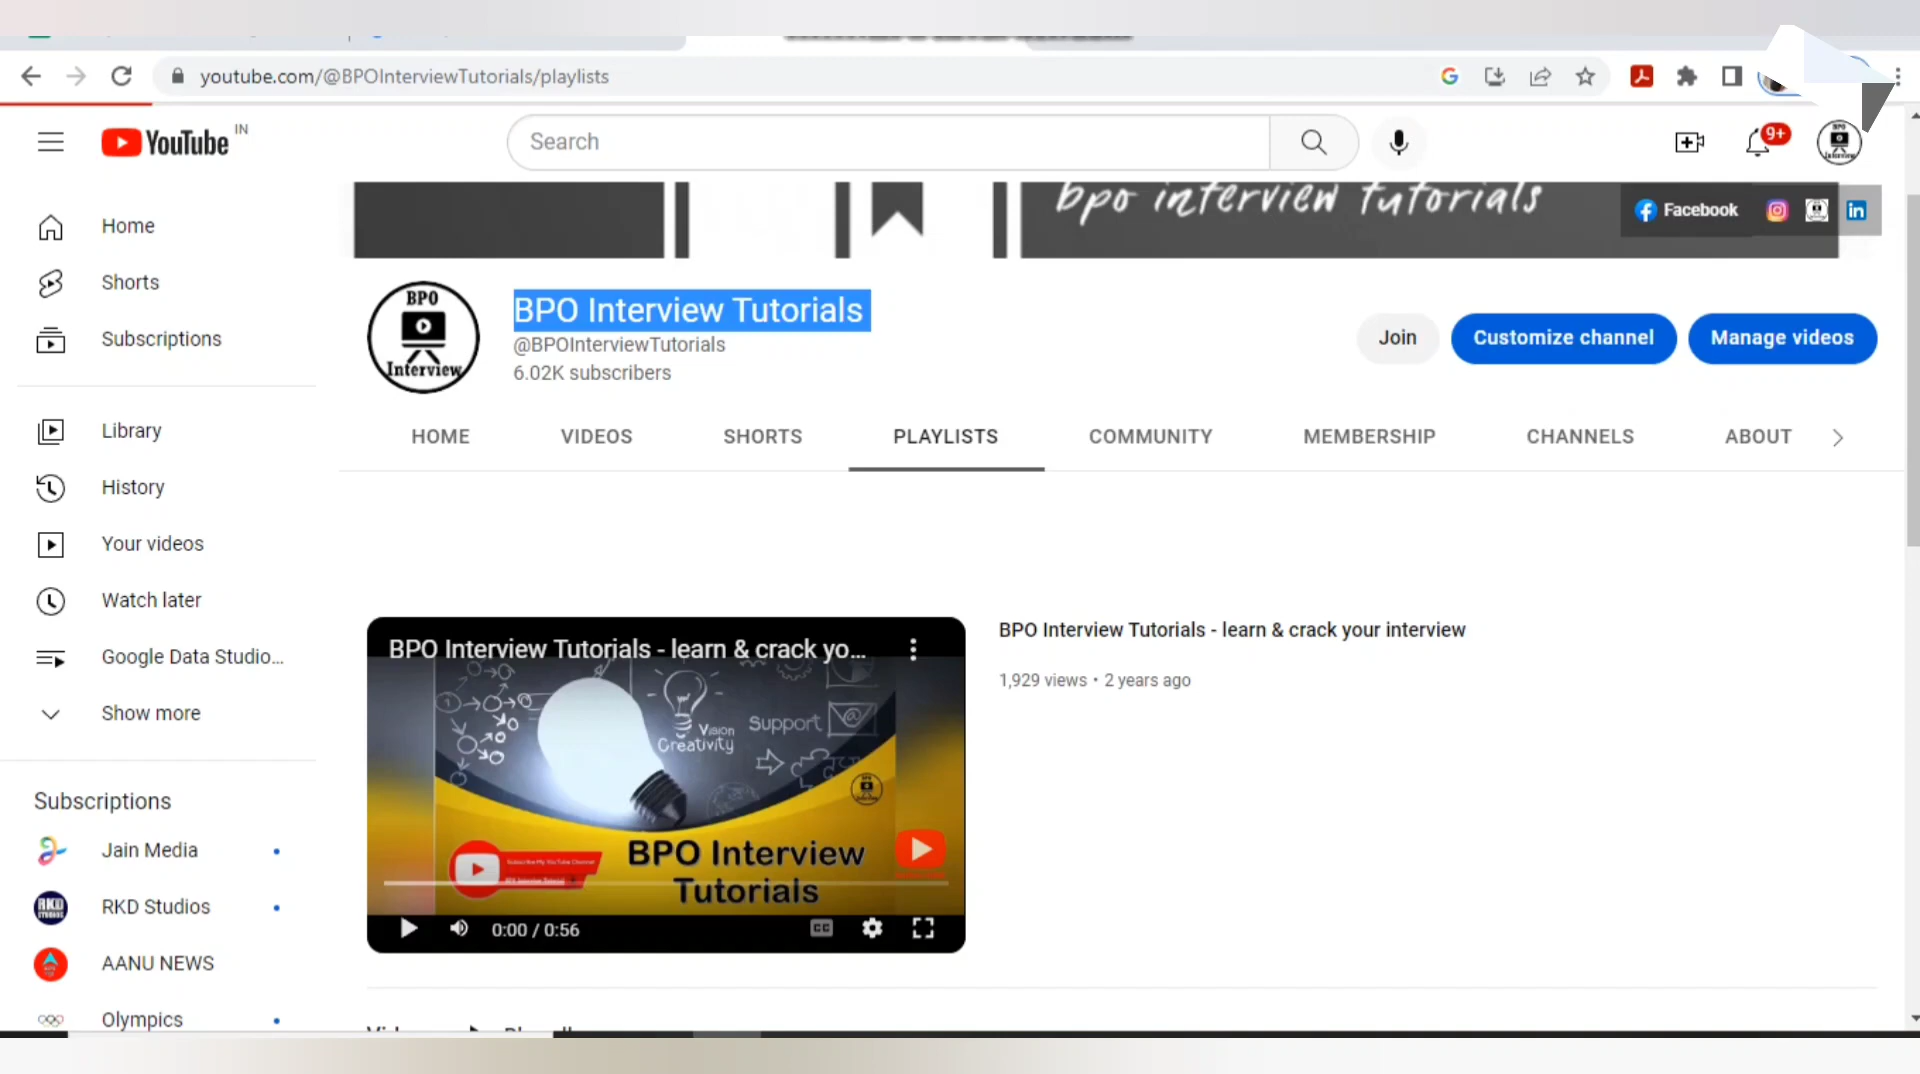 youtube.com/@BPOInterviewTutorials/playlists
YouTube IN
Search
9+
bpo interview tutorials
Facebook
Home
Shorts
Subscriptions
Library
History
Your videos
Watch later
Google Data Studio...
Show more
Subscriptions
Jain Media
RKD Studios
AANU NEWS
Olympics
BPO
Interview
BPO Interview Tutorials
@BPOInterviewTutorials
6.02K subscribers
Join
Customize channel
Manage videos
HOME
VIDEOS
SHORTS
PLAYLISTS
COMMUNITY
MEMBERSHIP
CHANNELS
ABOUT
BPO Interview Tutorials - learn & crack yo...
Vision
Creativity
Support
BPO Interview
Tutorials
0:00 / 0:56
CC
BPO Interview Tutorials - learn & crack your interview
1,929 views • 2 years ago